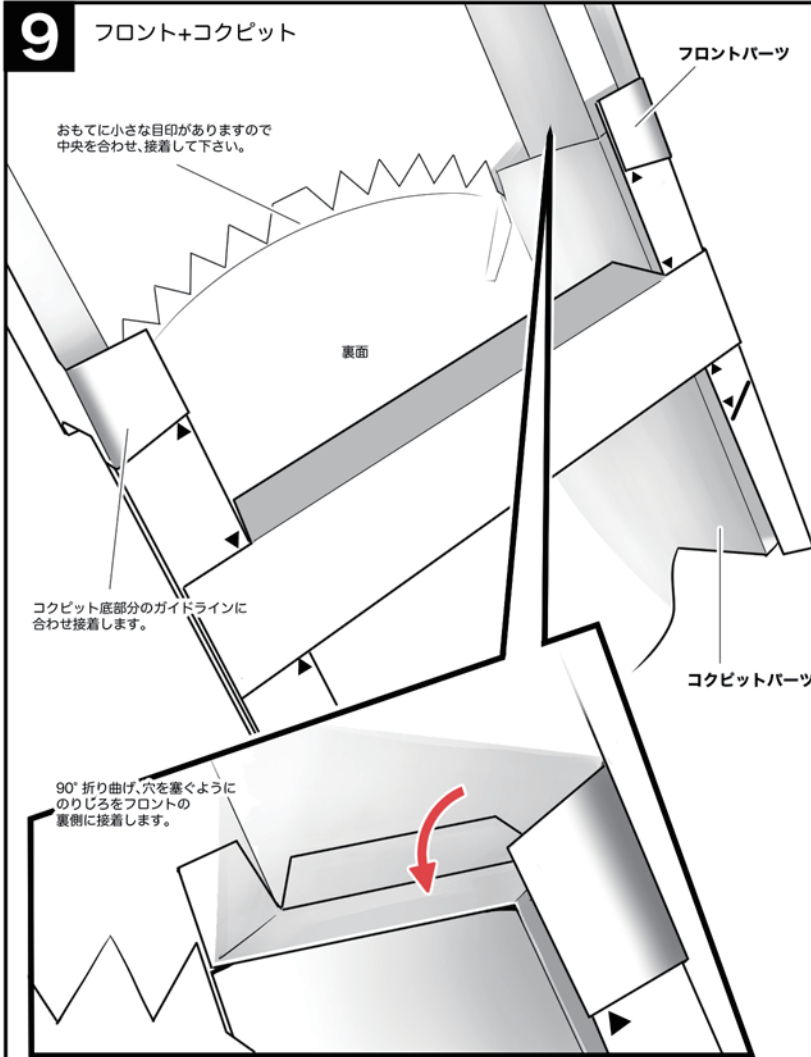 9 フロント+コクピット
フロントパーツ
おもてに小さな目印がありますので
中央を合わせ、接着して下さい。
裏面
コクピット底部分のガイドラインに
合わせ接着します。
コクピットパーツ
90°折り曲げ、穴を塞ぐように
のりしろをフロントの
裏側に接着します。